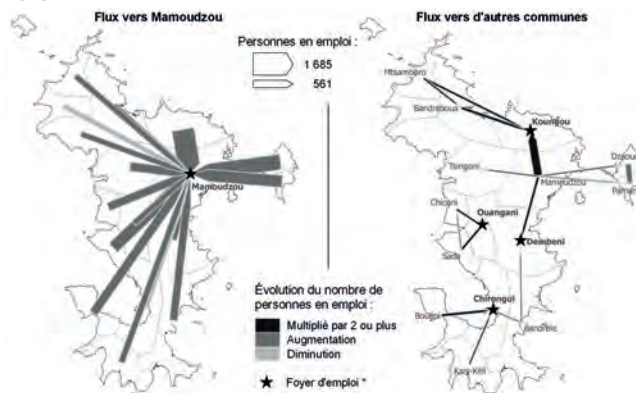 Flux vers Mamoudzou
Flux vers d'autres communes
Personnes en emploi :
1 685
561
Mamoudzou
Mtsamboro
Bandraboua
Koungou
Tsingoni
Mamoudzou
Chiconi
Ouangani
Sada
Dembeni
Chirongui
Bouéni
Bandrélé
Kani-Kéli
Évolution du nombre de
personnes en emploi :
Multiplié par 2 ou plus
Augmentation
Diminution
Foyer d'emploi *